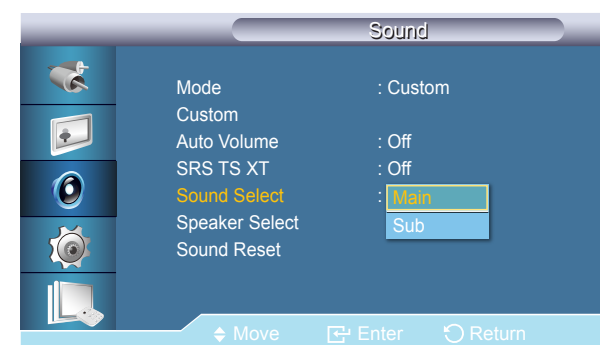 Sound
Mode : Custom
Custom
Auto Volume : Off
SRS TS XT : Off
Sound Select : Main
Sub
Speaker Select
Sound Reset
Move Enter Return